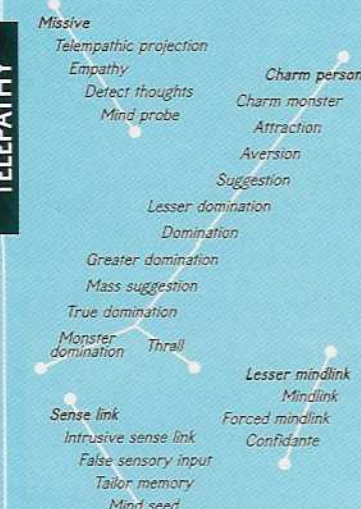 TELEPATHY
Missive
Telempathic projection
Empathy
Detect thoughts
Mind probe
Charm person
Charm monster
Attraction
Aversion
Suggestion
Lesser domination
Domination
Greater domination
Mass suggestion
True domination
Monster
domination
Thrall
Lesser mindlink
Mindlink
Forced mindlink
Confidante
Sense link
Intrusive sense link
False sensory input
Tailor memory
Mind seed